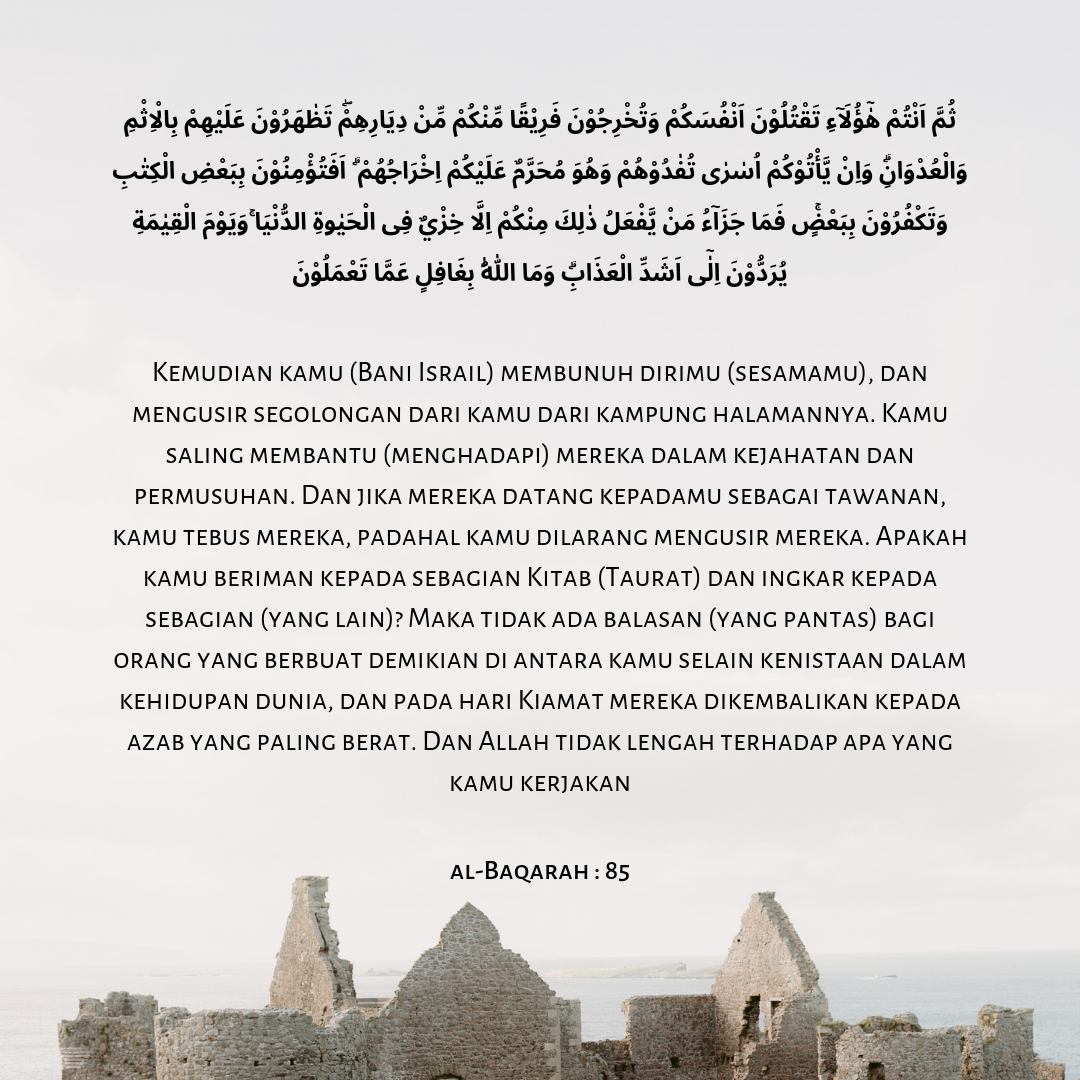 ثُمَّ اَنْتُمْ هٰٓؤُلَاۤءِ تَقْتُلُوْنَ اَنْفُسَكُمْ وَتُخْرِجُوْنَ فَرِيْقًا مِّنْكُمْ مِّنْ دِيَارِهِمْۖ تَظٰهَرُوْنَ عَلَيْهِمْ بِالْاِثْمِ
وَالْعُدْوَانِۗ وَاِنْ يَّأْتُوْكُمْ اُسٰرٰى تُفٰدُوْهُمْ وَهُوَ مُحَرَّمٌ عَلَيْكُمْ اِخْرَاجُهُمْ ۗ اَفَتُؤْمِنُوْنَ بِبَعْضِ الْكِتٰبِ
وَتَكْفُرُوْنَ بِبَعْضٍۚ فَمَا جَزَاۤءُ مَنْ يَّفْعَلُ ذٰلِكَ مِنْكُمْ اِلَّا خِزْيٌ فِى الْحَيٰوةِ الدُّنْيَا ۚوَيَوْمَ الْقِيٰمَةِ
يُرَدُّوْنَ اِلٰٓى اَشَدِّ الْعَذَابِۗ وَمَا اللّٰهُ بِغَافِلٍ عَمَّا تَعْمَلُوْنَ
Kemudian kamu (Bani Israil) membunuh dirimu (sesamamu), dan
mengusir segolongan dari kamu dari kampung halamannya. Kamu
saling membantu (menghadapi) mereka dalam kejahatan dan
permusuhan. Dan jika mereka datang kepadamu sebagai tawanan,
kamu tebus mereka, padahal kamu dilarang mengusir mereka. Apakah
kamu beriman kepada sebagian Kitab (Taurat) dan ingkar kepada
sebagian (yang lain)? Maka tidak ada balasan (yang pantas) bagi
orang yang berbuat demikian di antara kamu selain kenistaan dalam
kehidupan dunia, dan pada hari Kiamat mereka dikembalikan kepada
azab yang paling berat. Dan Allah tidak lengah terhadap apa yang
kamu kerjakan
al-Baqarah : 85